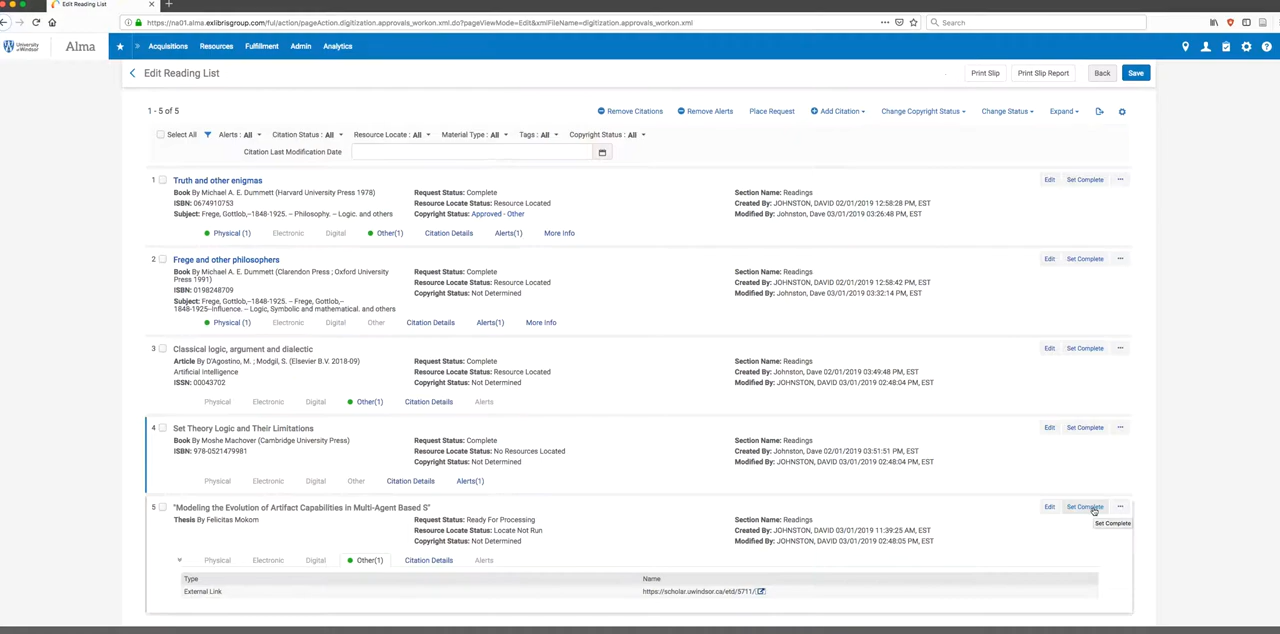 Edit Reading List
https://na01.alma.exlibrisgroup.com/ful/action/pageAction.digitization.approvals_workon.xml.do?pageViewMode=Edit&xmlFileName=digitization.approvals_workon.xml
Search
University of Windsor
Alma
Acquisitions Resources Fulfillment Admin Analytics
Edit Reading List
Print Slip Print Slip Report Back Save
1 - 5 of 5
Remove Citations Remove Alerts Place Request Add Citation Change Copyright Status Change Status Expand
Select All Alerts : All Citation Status : All Resource Locate : All Material Type : All Tags : All Copyright Status : All
Citation Last Modification Date
1 Truth and other enigmas Edit Set Complete ...
Book By Michael A. E. Dummett (Harvard University Press 1978) Request Status: Complete Section Name: Readings
ISBN: 0674910753 Resource Locate Status: Resource Located Created By: JOHNSTON, DAVID 02/01/2019 12:58:28 PM, EST
Subject: Frege, Gottlob,--1848-1925. -- Philosophy. -- Logic. and others Copyright Status: Approved - Other Modified By: Johnston, Dave 03/01/2019 03:26:48 PM, EST
Physical (1) Electronic Digital Other(1) Citation Details Alerts(1) More Info
2 Frege and other philosophers Edit Set Complete ...
Book By Michael A. E. Dummett (Clarendon Press ; Oxford University Request Status: Complete Section Name: Readings
Press 1991) Resource Locate Status: Resource Located Created By: JOHNSTON, DAVID 02/01/2019 12:58:42 PM, EST
ISBN: 0198248709 Copyright Status: Not Determined Modified By: Johnston, Dave 03/01/2019 03:32:14 PM, EST
Subject: Frege, Gottlob,--1848-1925. -- Frege, Gottlob,--
1848-1925--Influence. -- Logic, Symbolic and mathematical. and others
Physical (1) Electronic Digital Other Citation Details Alerts(1) More Info
3 Classical logic, argument and dialectic Edit Set Complete ...
Article By D'Agostino, M. ; Modgil, S. (Elsevier B.V. 2018-09) Request Status: Complete Section Name: Readings
Artificial Intelligence Resource Locate Status: Resource Located Created By: Johnston, Dave 02/01/2019 03:49:48 PM, EST
ISSN: 00043702 Copyright Status: Not Determined Modified By: JOHNSTON, DAVID 03/01/2019 02:48:04 PM, EST
Physical Electronic Digital Other(1) Citation Details Alerts
4 Set Theory Logic and Their Limitations Edit Set Complete ...
Book By Moshe Machover (Cambridge University Press) Request Status: Complete Section Name: Readings
ISBN: 978-0521479981 Resource Locate Status: No Resources Located Created By: Johnston, Dave 02/01/2019 03:51:51 PM, EST
Copyright Status: Not Determined Modified By: JOHNSTON, DAVID 03/01/2019 02:48:04 PM, EST
Physical Electronic Digital Other Citation Details Alerts(1)
5 "Modeling the Evolution of Artifact Capabilities in Multi-Agent Based S" Edit Set Complete ...
Thesis By Felicitas Mokom Request Status: Ready For Processing Section Name: Readings
Set Complete
Resource Locate Status: Locate Not Run Created By: JOHNSTON, DAVID 03/01/2019 11:39:25 AM, EST
Copyright Status: Not Determined Modified By: JOHNSTON, DAVID 03/01/2019 02:48:05 PM, EST
Physical Electronic Digital Other(1) Citation Details Alerts
Type Name
External Link https://scholar.uwindsor.ca/etd/5711/